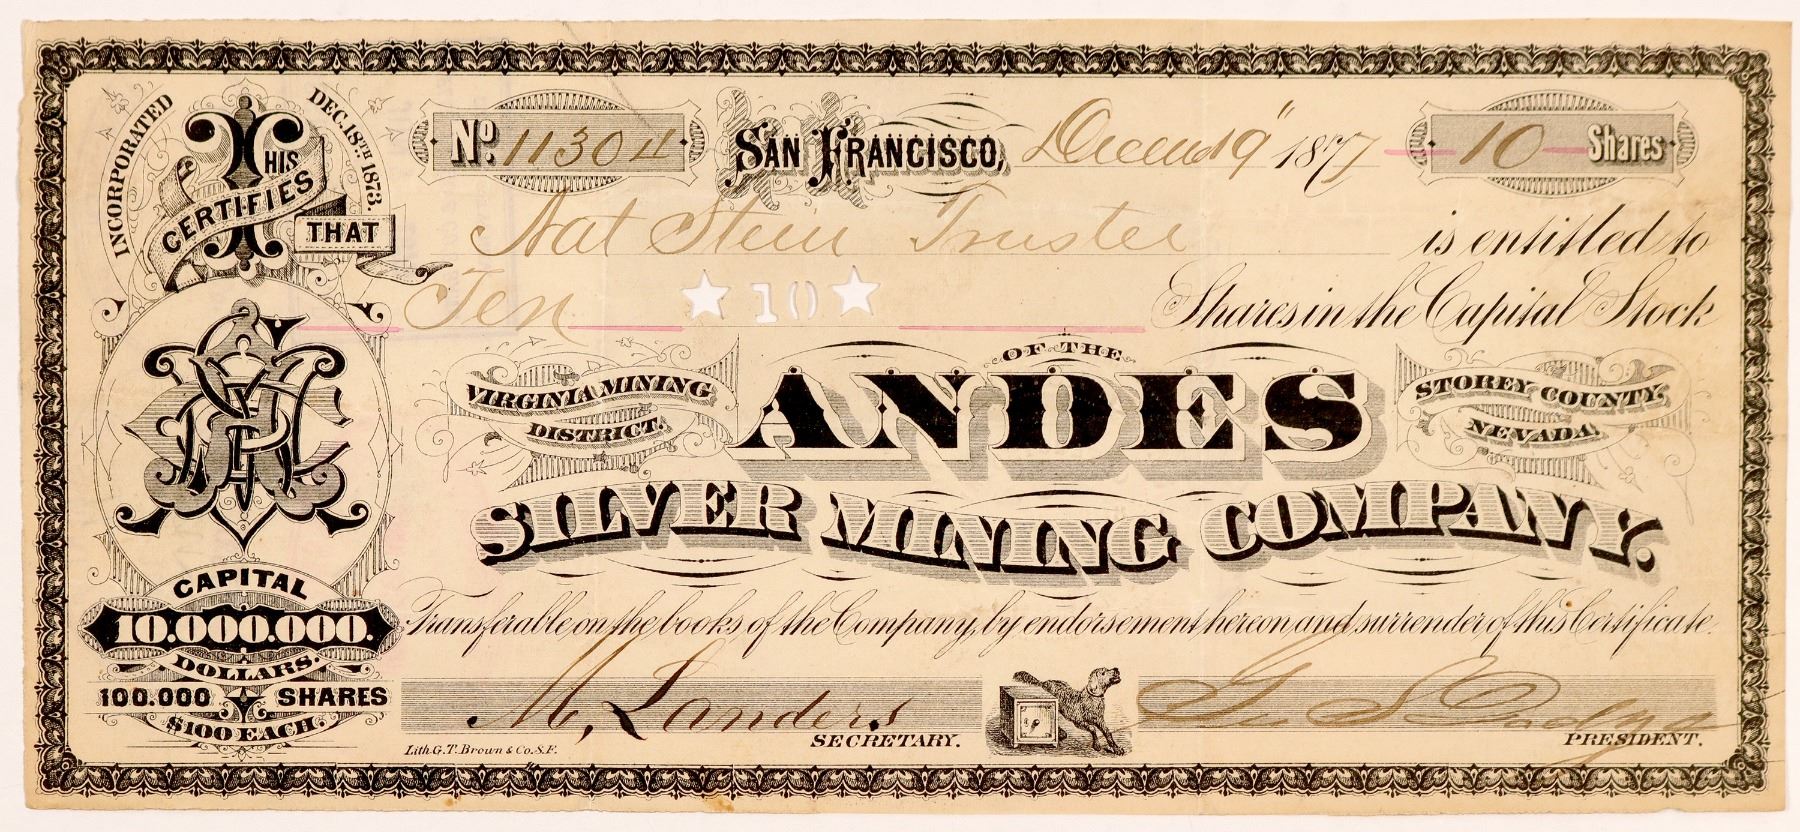 INCORPORATED DEC. 18TH 1873.
THIS CERTIFIES THAT
No. 11304
SAN FRANCISCO, Decem 19" 1877
10 Shares
Nat Stein Trustee is entitled to
Ten ★10★ Shares in the Capital Stock
OF THE
VIRGINIA MINING DISTRICT.
ANDES
STOREY COUNTY, NEVADA
SILVER MINING COMPANY.
CAPITAL
10.000.000.
DOLLARS.
100.000 SHARES
$100 EACH.
Transferable on the books of the Company, by endorsement hereon and surrender of this Certificate.
M, Landers
SECRETARY.
PRESIDENT.
Lith. G.T. Brown & Co. S.F.